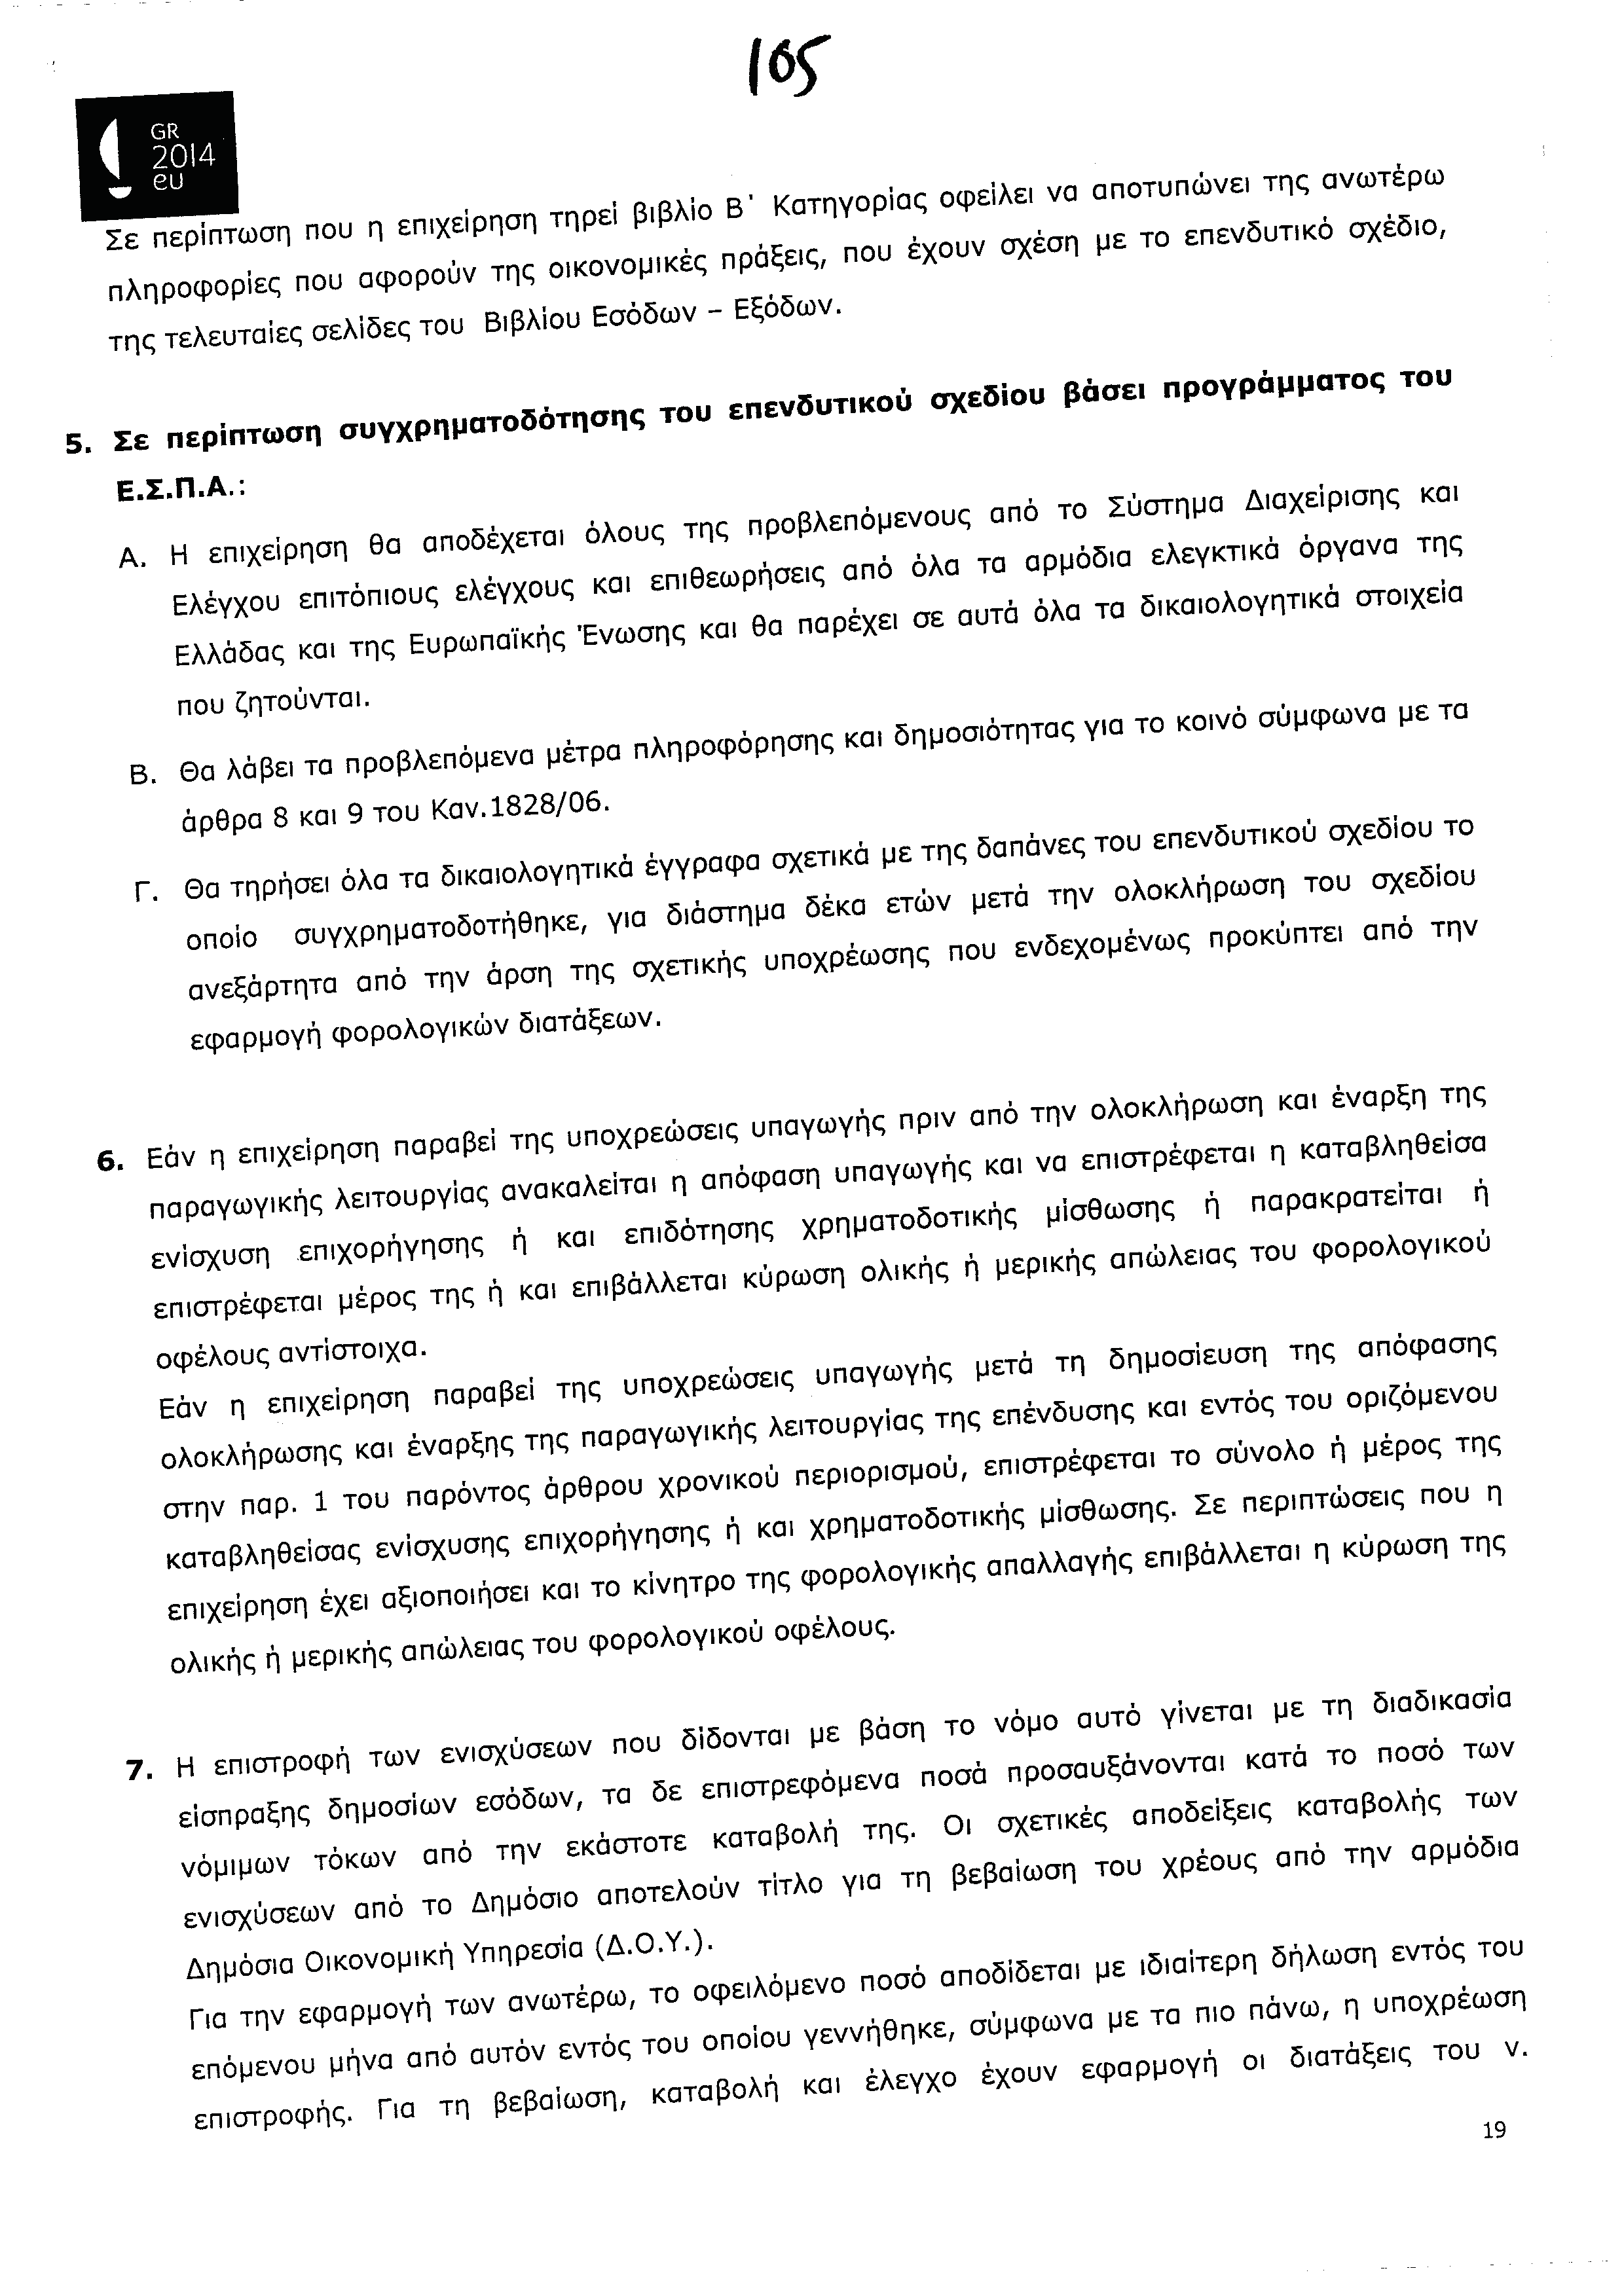 105
GR
2014
eu
Σε περίπτωση που η επιχείρηση τηρεί βιβλίο Β΄ Κατηγορίας οφείλει να αποτυπώνει της ανωτέρω
πληροφορίες που αφορούν της οικονομικές πράξεις, που έχουν σχέση με το επενδυτικό σχέδιο,
της τελευταίες σελίδες του Βιβλίου Εσόδων – Εξόδων.
5. Σε περίπτωση συγχρηματοδότησης του επενδυτικού σχεδίου βάσει προγράμματος του
Ε.Σ.Π.Α.:
Α. Η επιχείρηση θα αποδέχεται όλους της προβλεπόμενους από το Σύστημα Διαχείρισης και
Ελέγχου επιτόπιους ελέγχους και επιθεωρήσεις από όλα τα αρμόδια ελεγκτικά όργανα της
Ελλάδας και της Ευρωπαϊκής Ένωσης και θα παρέχει σε αυτά όλα τα δικαιολογητικά στοιχεία
που ζητούνται.
Β. Θα λάβει τα προβλεπόμενα μέτρα πληροφόρησης και δημοσιότητας για το κοινό σύμφωνα με τα
άρθρα 8 και 9 του Καν.1828/06.
Γ. Θα τηρήσει όλα τα δικαιολογητικά έγγραφα σχετικά με της δαπάνες του επενδυτικού σχεδίου το
οποίο συγχρηματοδοτήθηκε, για διάστημα δέκα ετών μετά την ολοκλήρωση του σχεδίου
ανεξάρτητα από την άρση της σχετικής υποχρέωσης που ενδεχομένως προκύπτει από την
εφαρμογή φορολογικών διατάξεων.
6. Εάν η επιχείρηση παραβεί της υποχρεώσεις υπαγωγής πριν από την ολοκλήρωση και έναρξη της
παραγωγικής λειτουργίας ανακαλείται η απόφαση υπαγωγής και να επιστρέφεται η καταβληθείσα
ενίσχυση επιχορήγησης ή και επιδότησης χρηματοδοτικής μίσθωσης ή παρακρατείται ή
επιστρέφεται μέρος της ή και επιβάλλεται κύρωση ολικής ή μερικής απώλειας του φορολογικού
οφέλους αντίστοιχα.
Εάν η επιχείρηση παραβεί της υποχρεώσεις υπαγωγής μετά τη δημοσίευση της απόφασης
ολοκλήρωσης και έναρξης της παραγωγικής λειτουργίας της επένδυσης και εντός του οριζόμενου
στην παρ. 1 του παρόντος άρθρου χρονικού περιορισμού, επιστρέφεται το σύνολο ή μέρος της
καταβληθείσας ενίσχυσης επιχορήγησης ή και χρηματοδοτικής μίσθωσης. Σε περιπτώσεις που η
επιχείρηση έχει αξιοποιήσει και το κίνητρο της φορολογικής απαλλαγής επιβάλλεται η κύρωση της
ολικής ή μερικής απώλειας του φορολογικού οφέλους.
7. Η επιστροφή των ενισχύσεων που δίδονται με βάση το νόμο αυτό γίνεται με τη διαδικασία
είσπραξης δημοσίων εσόδων, τα δε επιστρεφόμενα ποσά προσαυξάνονται κατά το ποσό των
νόμιμων τόκων από την εκάστοτε καταβολή της. Οι σχετικές αποδείξεις καταβολής των
ενισχύσεων από το Δημόσιο αποτελούν τίτλο για τη βεβαίωση του χρέους από την αρμόδια
Δημόσια Οικονομική Υπηρεσία (Δ.Ο.Υ.).
Για την εφαρμογή των ανωτέρω, το οφειλόμενο ποσό αποδίδεται με ιδιαίτερη δήλωση εντός του
επόμενου μήνα από αυτόν εντός του οποίου γεννήθηκε, σύμφωνα με τα πιο πάνω, η υποχρέωση
επιστροφής. Για τη βεβαίωση, καταβολή και έλεγχο έχουν εφαρμογή οι διατάξεις του ν.
19